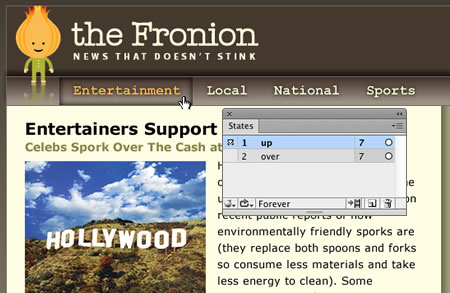 the Fronion
NEWS THAT DOESN'T STINK
Entertainment Local National Sports
Entertainers Support
Celebs Spork Over The Cash at
States
1 up 7
2 over 7
Forever
HOLLYWOOD
recent public reports of how
environmentally friendly sporks are
(they replace both spoons and forks
so consume less materials and take
less energy to clean). Some